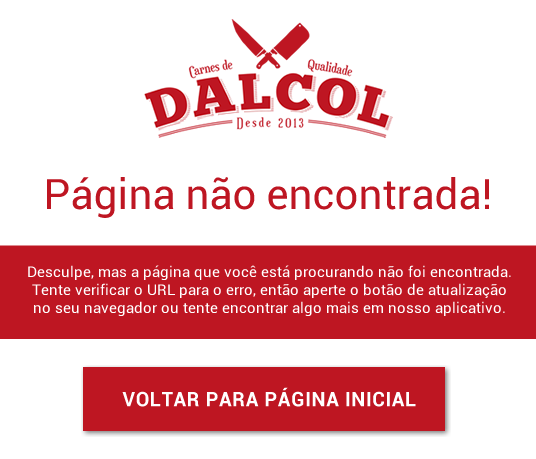 Carnes de Qualidade
DALCOL
Desde 2013
Página não encontrada!
Desculpe, mas a página que você está procurando não foi encontrada.
Tente verificar o URL para o erro, então aperte o botão de atualização
no seu navegador ou tente encontrar algo mais em nosso aplicativo.
VOLTAR PARA PÁGINA INICIAL